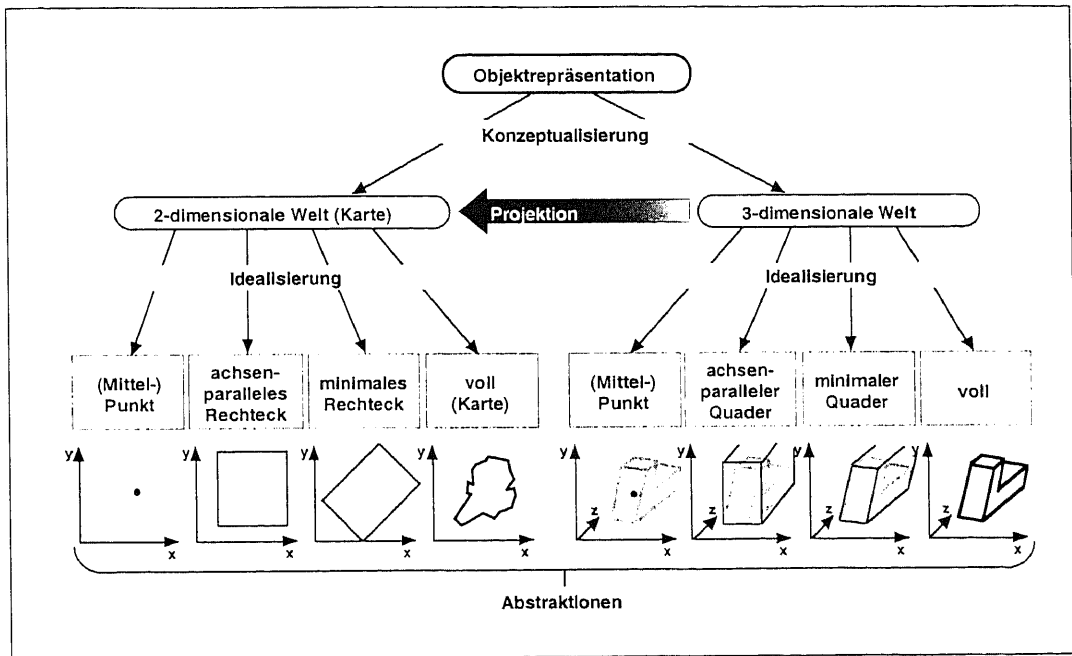 Objektrepräsentation
Konzeptualisierung
2-dimensionale Welt (Karte)
Projektion
3-dimensionale Welt
Idealisierung
Idealisierung
(Mittel-)
Punkt
achsen-
paralleles
Rechteck
minimales
Rechteck
voll
(Karte)
(Mittel-)
Punkt
achsen-
paralleler
Quader
minimaler
Quader
voll
y
x
y
x
y
x
y
x
y
z
x
y
z
x
y
z
x
y
z
x
Abstraktionen